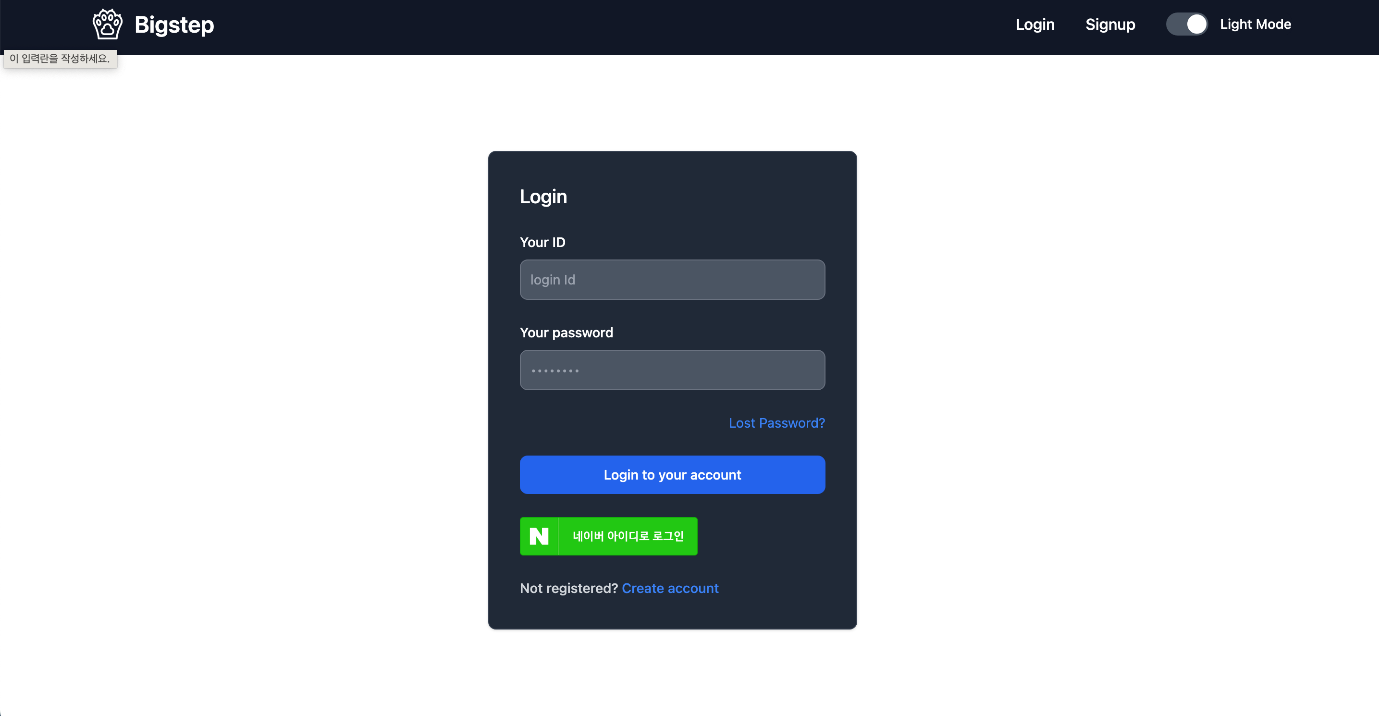 Bigstep
Login
Signup
Light Mode
이 입력란을 작성하세요.
Login
Your ID
login Id
Your password
••••••••
Lost Password?
Login to your account
N 네이버 아이디로 로그인
Not registered? Create account